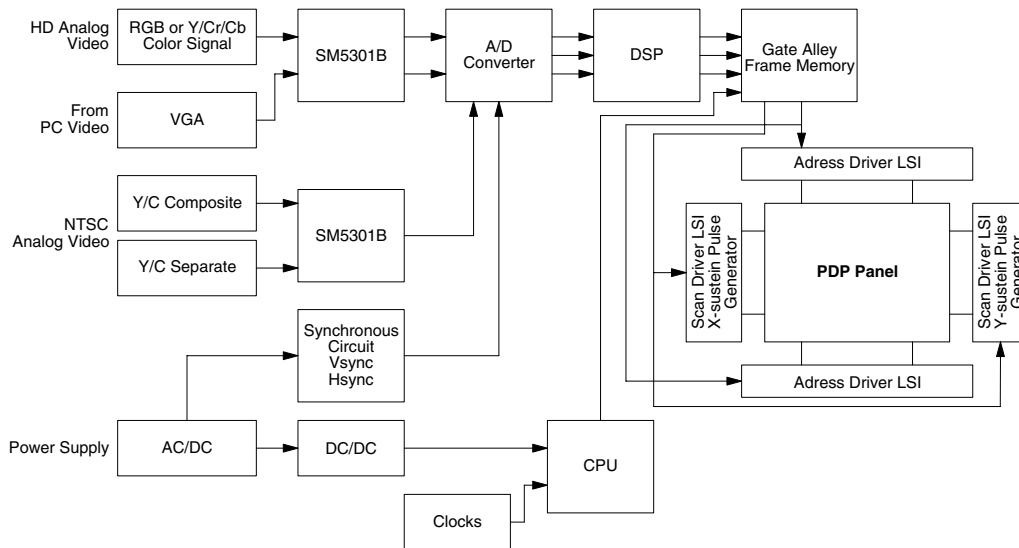 HD Analog
Video
RGB or Y/Cr/Cb
Color Signal
SM5301B
A/D
Converter
DSP
Gate Alley
Frame Memory
From
PC Video
VGA
Adress Driver LSI
NTSC
Analog Video
Y/C Composite
Y/C Separate
SM5301B
Scan Driver LSI
X-sustein Pulse
Generator
PDP Panel
Scan Driver LSI
Y-sustein Pulse
Generator
Synchronous
Circuit
Vsync
Hsync
Adress Driver LSI
Power Supply
AC/DC
DC/DC
CPU
Clocks